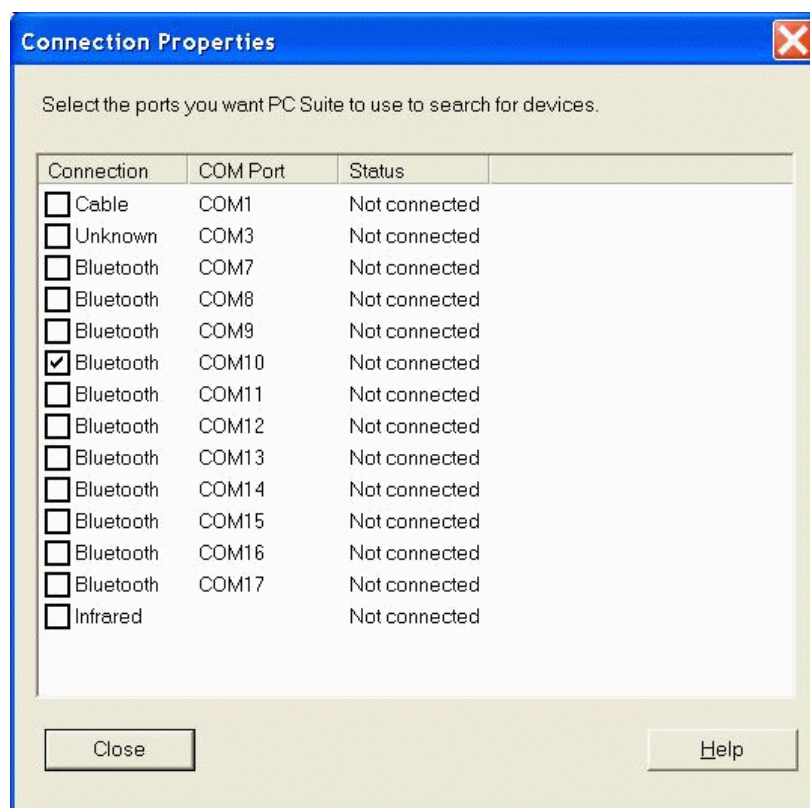 Connection Properties
Select the ports you want PC Suite to use to search for devices.
Connection COM Port Status
Cable COM1 Not connected
Unknown COM3 Not connected
Bluetooth COM7 Not connected
Bluetooth COM8 Not connected
Bluetooth COM9 Not connected
Bluetooth COM10 Not connected
Bluetooth COM11 Not connected
Bluetooth COM12 Not connected
Bluetooth COM13 Not connected
Bluetooth COM14 Not connected
Bluetooth COM15 Not connected
Bluetooth COM16 Not connected
Bluetooth COM17 Not connected
Infrared Not connected
Close Help